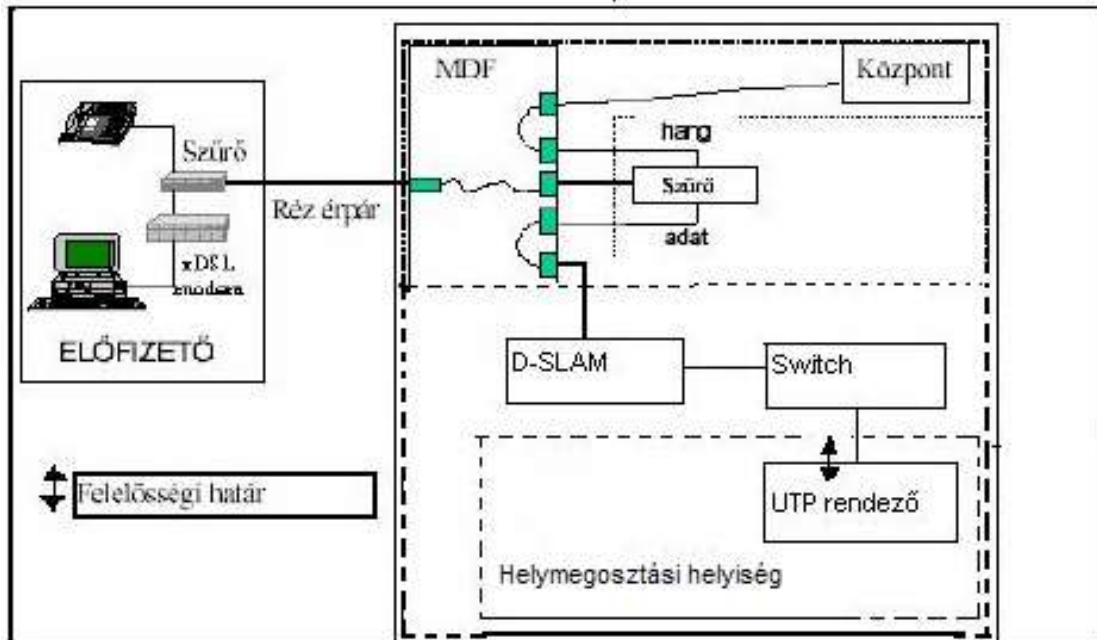 MDF
Központ
hang
Szűrő
Szűrő
Réz érpár
adat
xDSL
modem
ELŐFIZETŐ
D-SLAM
Switch
Felelősségi határ
UTP rendező
Helymegosztási helyiség